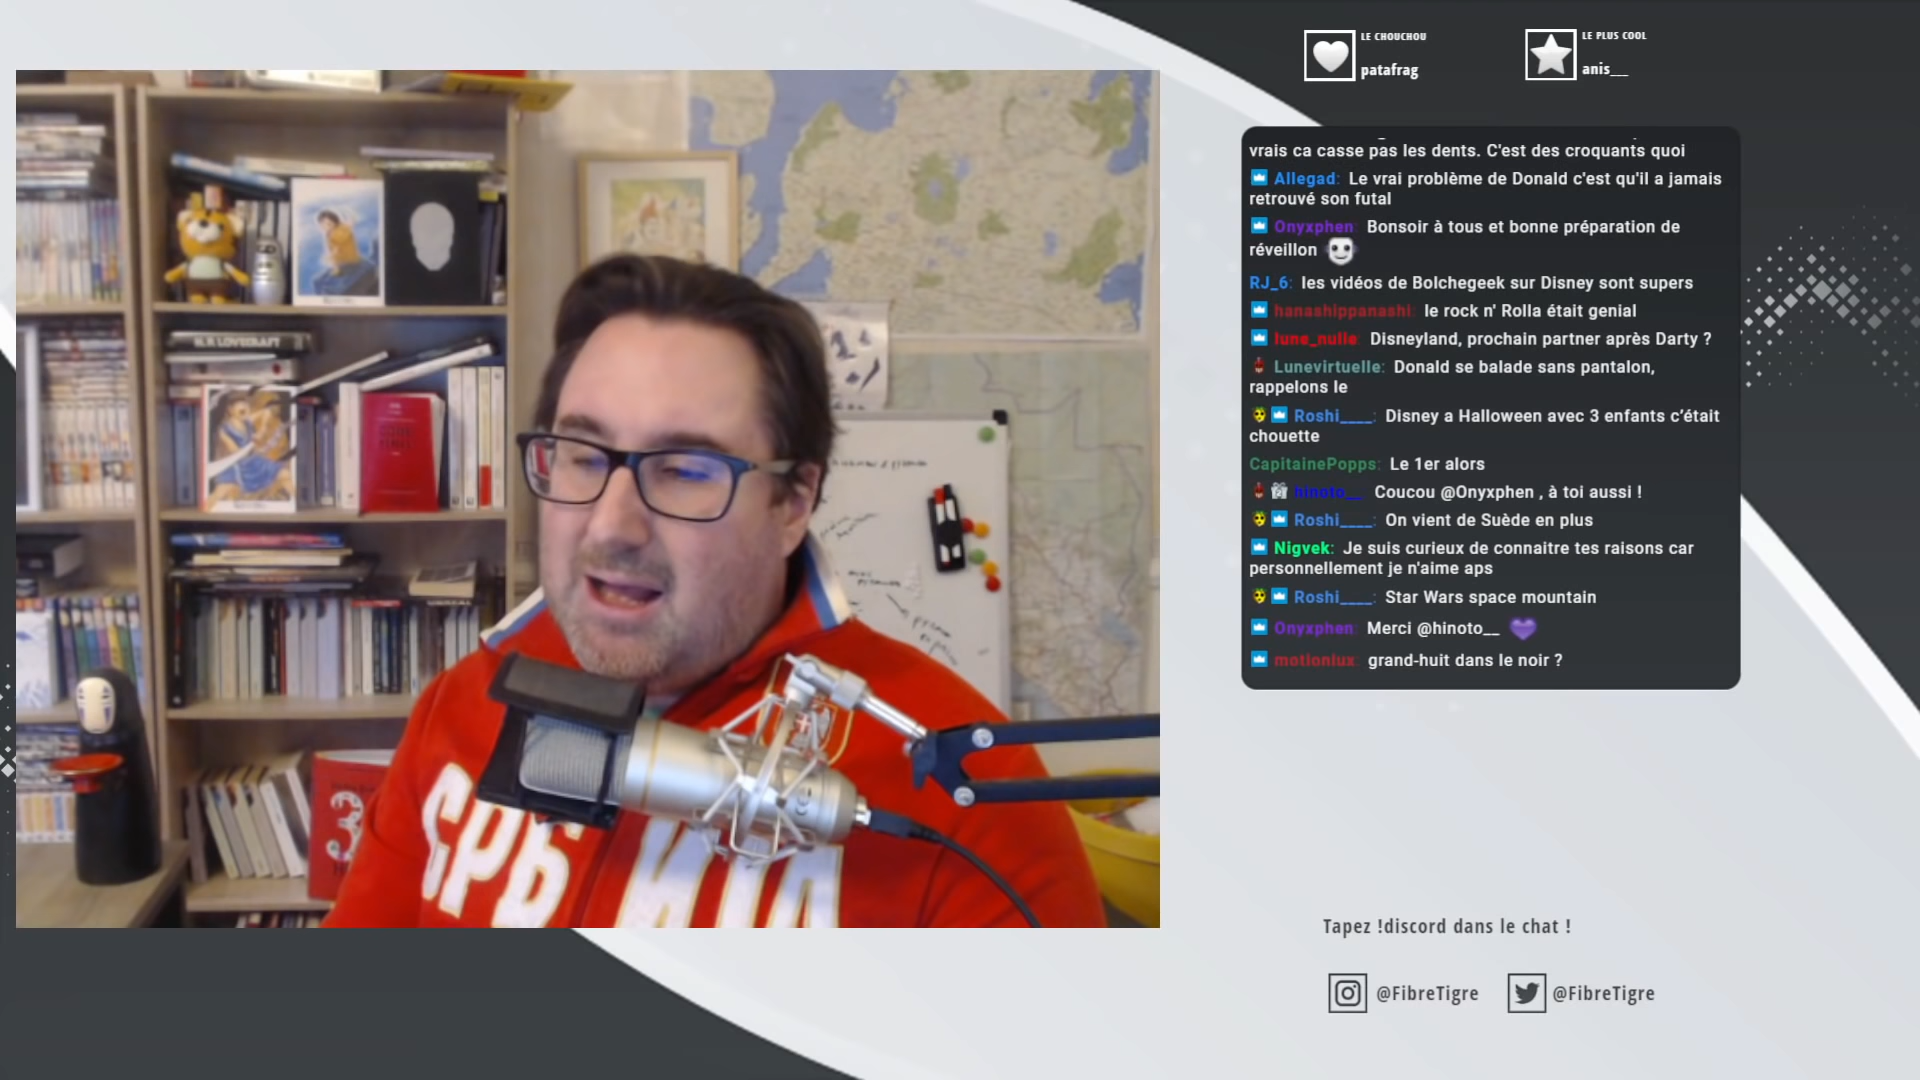 LE CHOUCHOU
patafrag
LE PLUS COOL
anis__
vrais ca casse pas les dents. C'est des croquants quoi
Allegad: Le vrai problème de Donald c'est qu'il a jamais
retrouvé son futal
Onyxphen: Bonsoir à tous et bonne préparation de
réveillon
RJ_6: les vidéos de Bolchegeek sur Disney sont supers
hanashippanashi: le rock n' Rolla était genial
lune_nulle: Disneyland, prochain partner après Darty ?
Lunevirtuelle: Donald se balade sans pantalon,
rappelons le
Roshi____: Disney a Halloween avec 3 enfants c’était
chouette
CapitainePopps: Le 1er alors
hinoto__: Coucou @Onyxphen , à toi aussi !
Roshi____: On vient de Suède en plus
Nigvek: Je suis curieux de connaitre tes raisons car
personnellement je n'aime aps
Roshi____: Star Wars space mountain
Onyxphen: Merci @hinoto__
motionlux: grand-huit dans le noir ?
H.P. LOVECRAFT
СРБИЈА
Tapez !discord dans le chat !
@FibreTigre
@FibreTigre